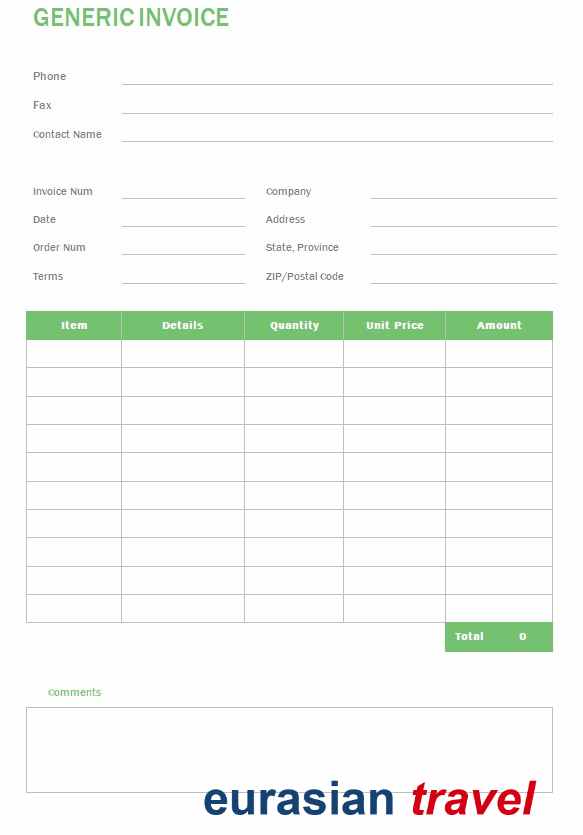 GENERIC INVOICE
Phone
Fax
Contact Name
Invoice Num Company
Date Address
Order Num State, Province
Terms ZIP/Postal Code
Item Details Quantity Unit Price Amount
Total 0
Comments
eurasian travel